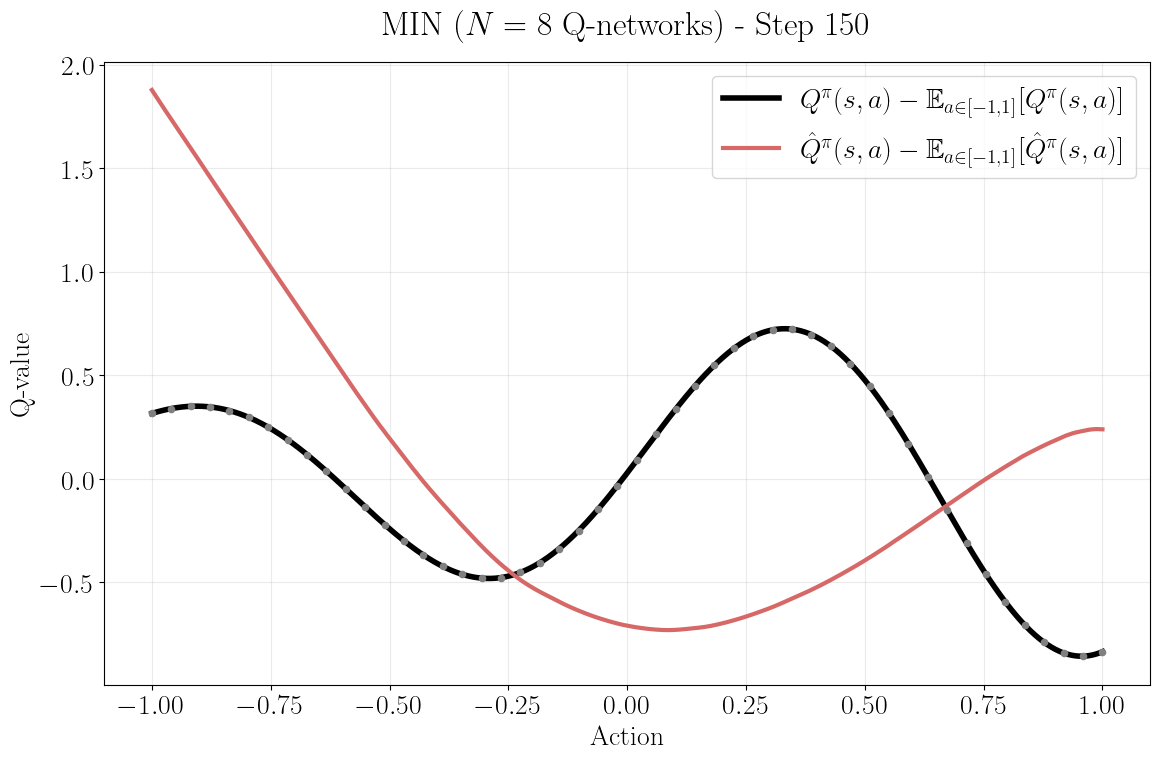 MIN (N = 8 Q-networks) - Step 150
Q^π(s, a) − 𝔼_{a∈[−1,1]}[Q^π(s, a)]
Q̂^π(s, a) − 𝔼_{a∈[−1,1]}[Q̂^π(s, a)]
Q-value
2.0
1.5
1.0
0.5
0.0
−0.5
−1.00 −0.75 −0.50 −0.25 0.00 0.25 0.50 0.75 1.00
Action